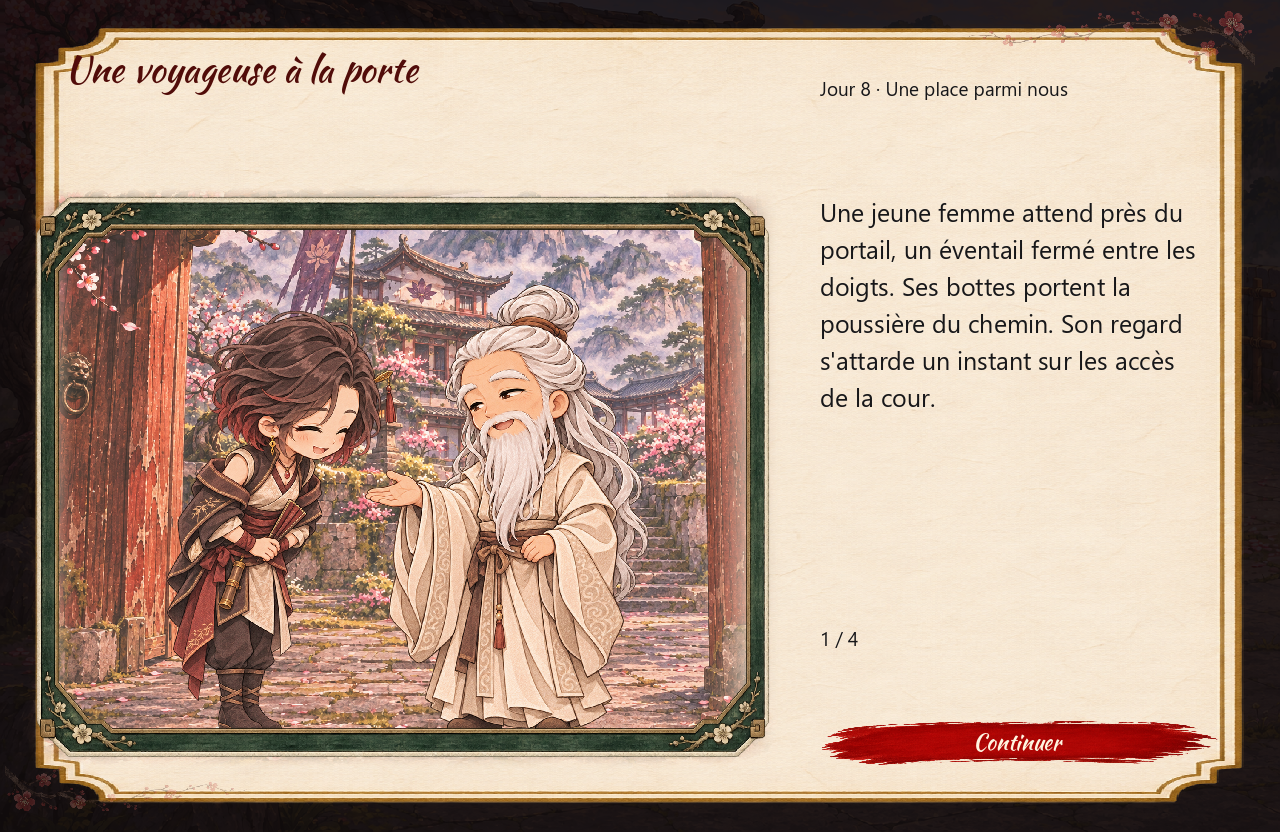 Une voyageuse à la porte
Jour 8 · Une place parmi nous
Une jeune femme attend près du
portail, un éventail fermé entre les
doigts. Ses bottes portent la
poussière du chemin. Son regard
s'attarde un instant sur les accès
de la cour.
1 / 4
Continuer